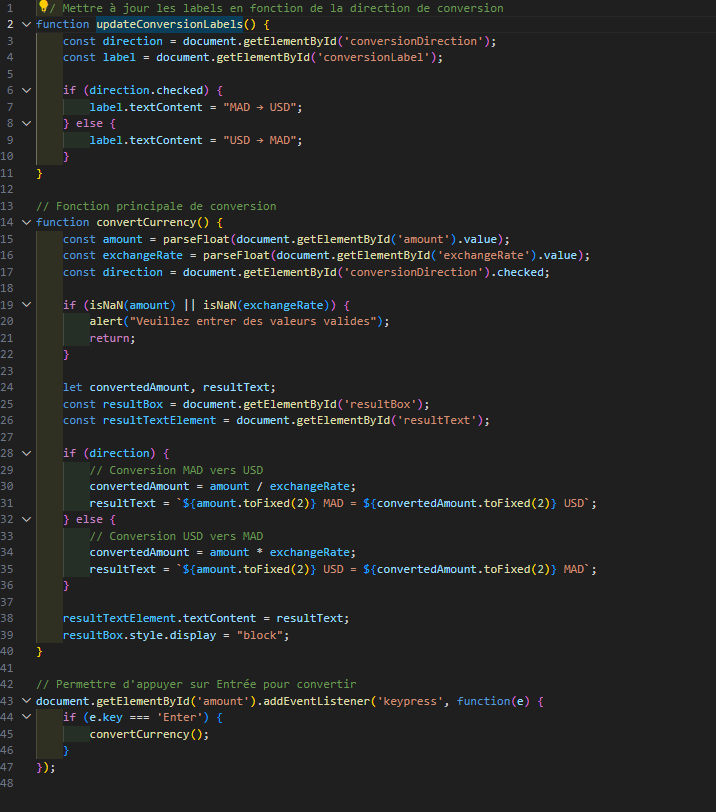 1 // Mettre à jour les labels en fonction de la direction de conversion
2 function updateConversionLabels() {
3     const direction = document.getElementById('conversionDirection');
4     const label = document.getElementById('conversionLabel');
5
6     if (direction.checked) {
7         label.textContent = "MAD → USD";
8     } else {
9         label.textContent = "USD → MAD";
10     }
11 }
12
13 // Fonction principale de conversion
14 function convertCurrency() {
15     const amount = parseFloat(document.getElementById('amount').value);
16     const exchangeRate = parseFloat(document.getElementById('exchangeRate').value);
17     const direction = document.getElementById('conversionDirection').checked;
18
19     if (isNaN(amount) || isNaN(exchangeRate)) {
20         alert("Veuillez entrer des valeurs valides");
21         return;
22     }
23
24     let convertedAmount, resultText;
25     const resultBox = document.getElementById('resultBox');
26     const resultTextElement = document.getElementById('resultText');
27
28     if (direction) {
29         // Conversion MAD vers USD
30         convertedAmount = amount / exchangeRate;
31         resultText = `${amount.toFixed(2)} MAD = ${convertedAmount.toFixed(2)} USD`;
32     } else {
33         // Conversion USD vers MAD
34         convertedAmount = amount * exchangeRate;
35         resultText = `${amount.toFixed(2)} USD = ${convertedAmount.toFixed(2)} MAD`;
36     }
37
38     resultTextElement.textContent = resultText;
39     resultBox.style.display = "block";
40 }
41
42 // Permettre d'appuyer sur Entrée pour convertir
43 document.getElementById('amount').addEventListener('keypress', function(e) {
44     if (e.key === 'Enter') {
45         convertCurrency();
46     }
47 });
48